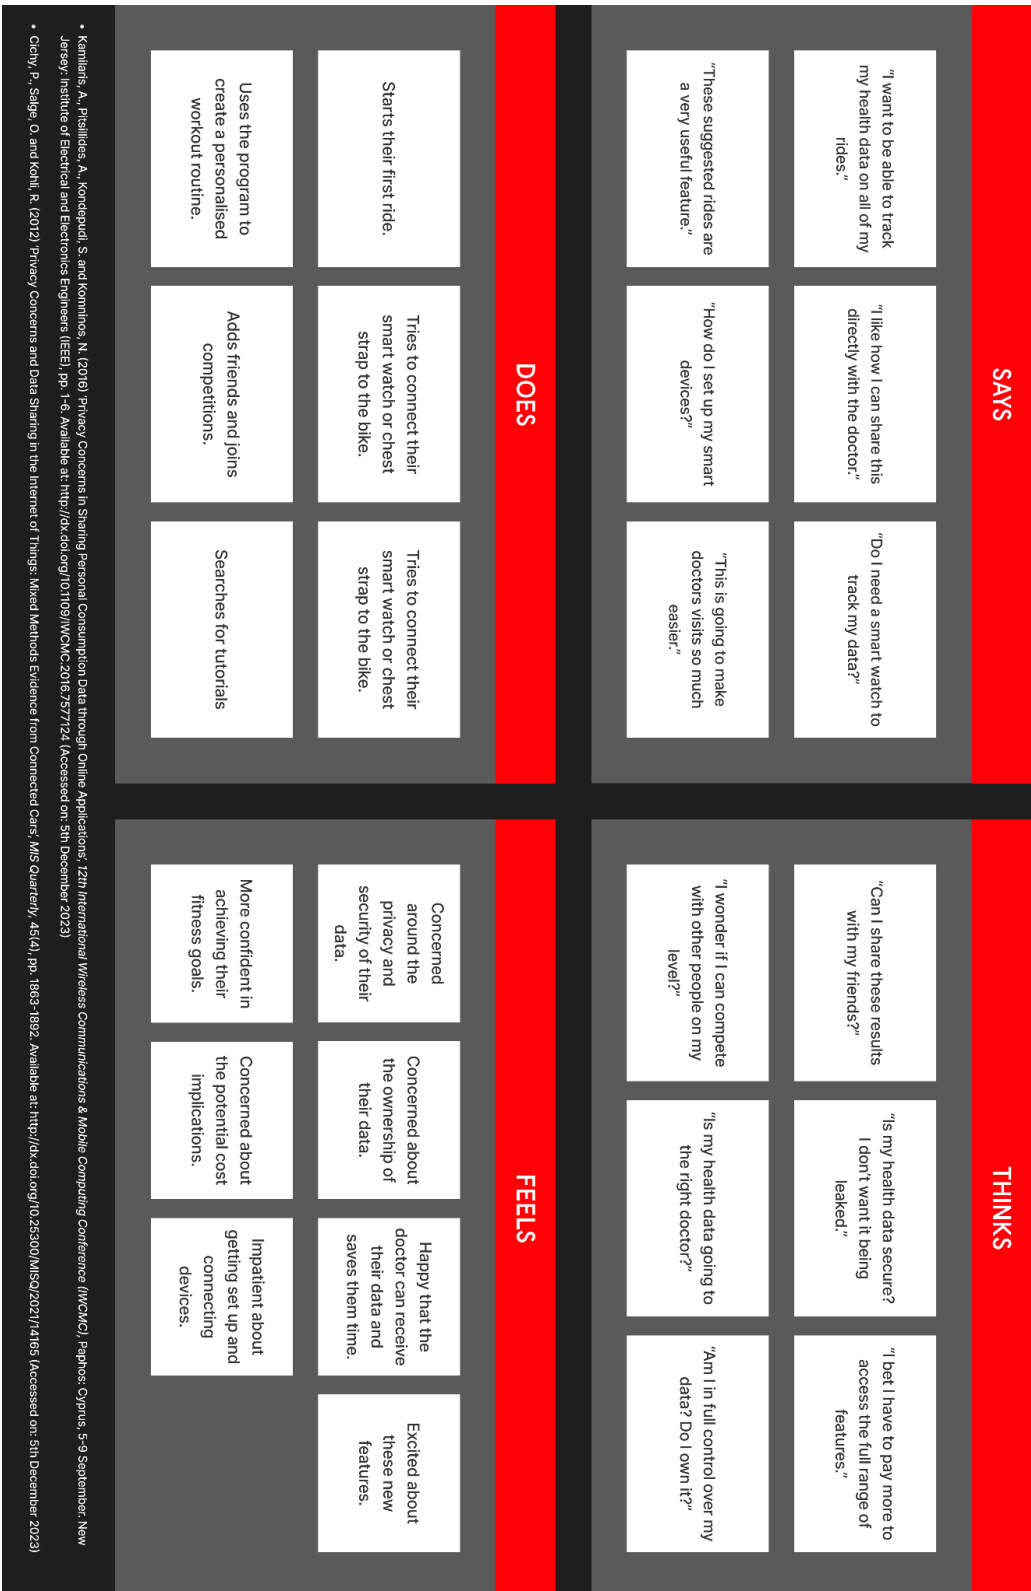 SAYS
“I want to be able to track
my health data on all of my
rides.”
“I like how I can share this
directly with the doctor.”
“Do I need a smart watch to
track my data?”
“These suggested rides are
a very useful feature.”
“How do I set up my smart
devices?”
“This is going to make
doctors visits so much
easier.”
THINKS
“Can I share these results
with my friends?”
“Is my health data secure?
I don’t want it being
leaked.”
“I bet I have to pay more to
access the full range of
features.”
“I wonder if I can compete
with other people on my
level?”
“Is my health data going to
the right doctor?”
“Am I in full control over my
data? Do I own it?”
DOES
Starts their first ride.
Tries to connect their
smart watch or chest
strap to the bike.
Tries to connect their
smart watch or chest
strap to the bike.
Uses the program to
create a personalised
workout routine.
Adds friends and joins
competitions.
Searches for tutorials
FEELS
Concerned
around the
privacy and
security of their
data.
Concerned about
the ownership of
their data.
Happy that the
doctor can receive
their data and
saves them time.
Excited about
these new
features.
More confident in
achieving their
fitness goals.
Concerned about
the potential cost
implications.
Impatient about
getting set up and
connecting
devices.
• Kamilaris, A., Pitsillides, A., Kondepudi, S. and Komninos, N. (2016) ‘Privacy Concerns in Sharing Personal Consumption Data through Online Applications’, 12th International Wireless Communications & Mobile Computing Conference (IWCMC), Paphos: Cyprus, 5-9 September. New
Jersey: Institute of Electrical and Electronics Engineers (IEEE), pp. 1-6. Available at: http://dx.doi.org/10.1109/IWCMC.2016.7577124 (Accessed on: 5th December 2023)
• Cichy, P., Salge, O. and Kohli, R. (2012) ‘Privacy Concerns and Data Sharing in the Internet of Things: Mixed Methods Evidence from Connected Cars’, MIS Quarterly, 45(4), pp. 1863-1892. Available at: http://dx.doi.org/10.25300/MISQ/2021/14165 (Accessed on: 5th December 2023)